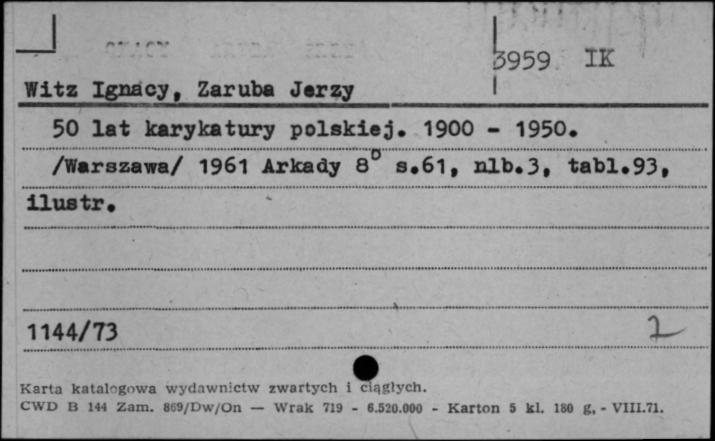 3959 IK
Witz Ignacy, Zaruba Jerzy
50 lat karykatury polskiej. 1900 - 1950.
/Warszawa/ 1961 Arkady 8° s.61, nlb.3, tabl.93,
ilustr.
1144/73 2
Karta katalogowa wydawnictw zwartych i ciągłych.
CWD B 144 Zam. 869/Dw/On — Wrak 719 - 6.520.000 - Karton 5 kl. 180 g, - VIII.71.